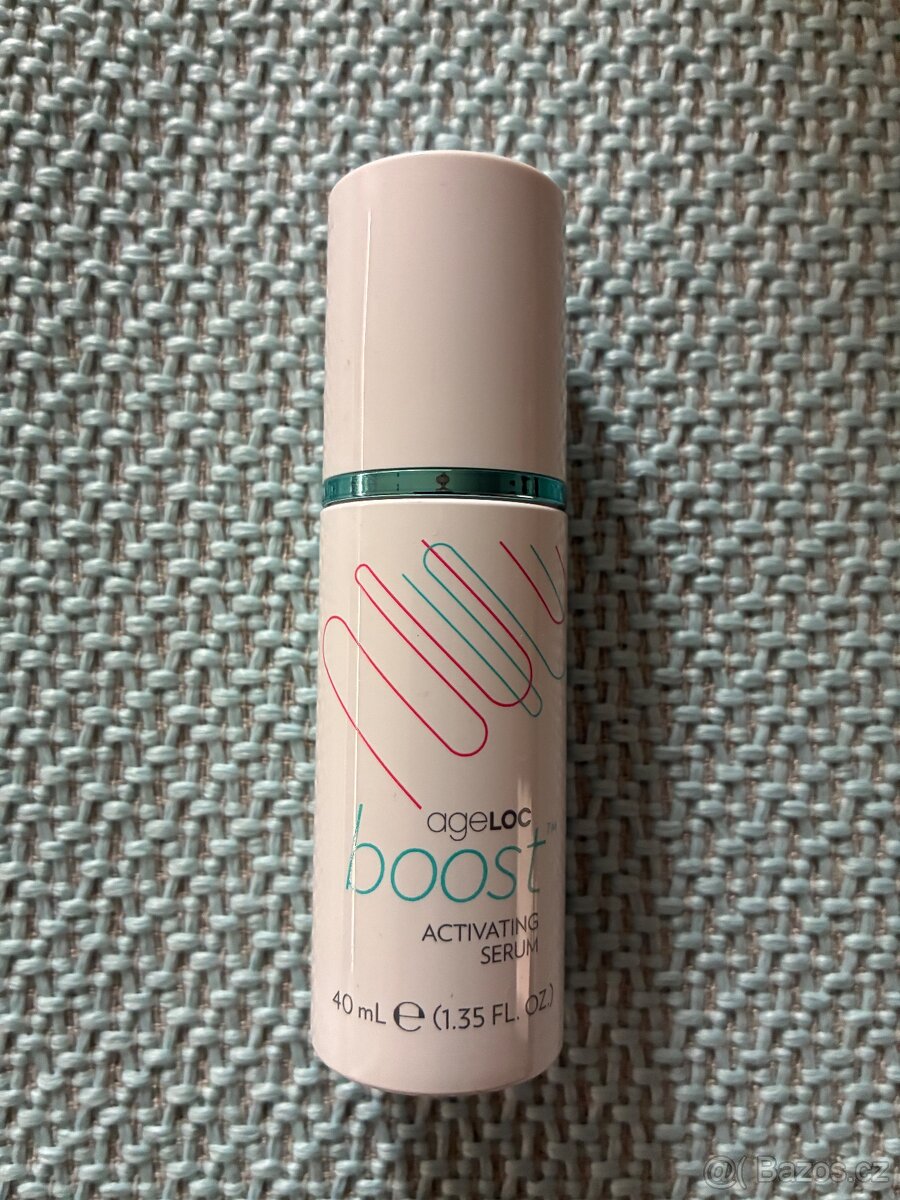 ageLOC
boost™
ACTIVATING
SERUM
40 mL ℮ (1.35 FL. OZ.)
@( Bazos.cz